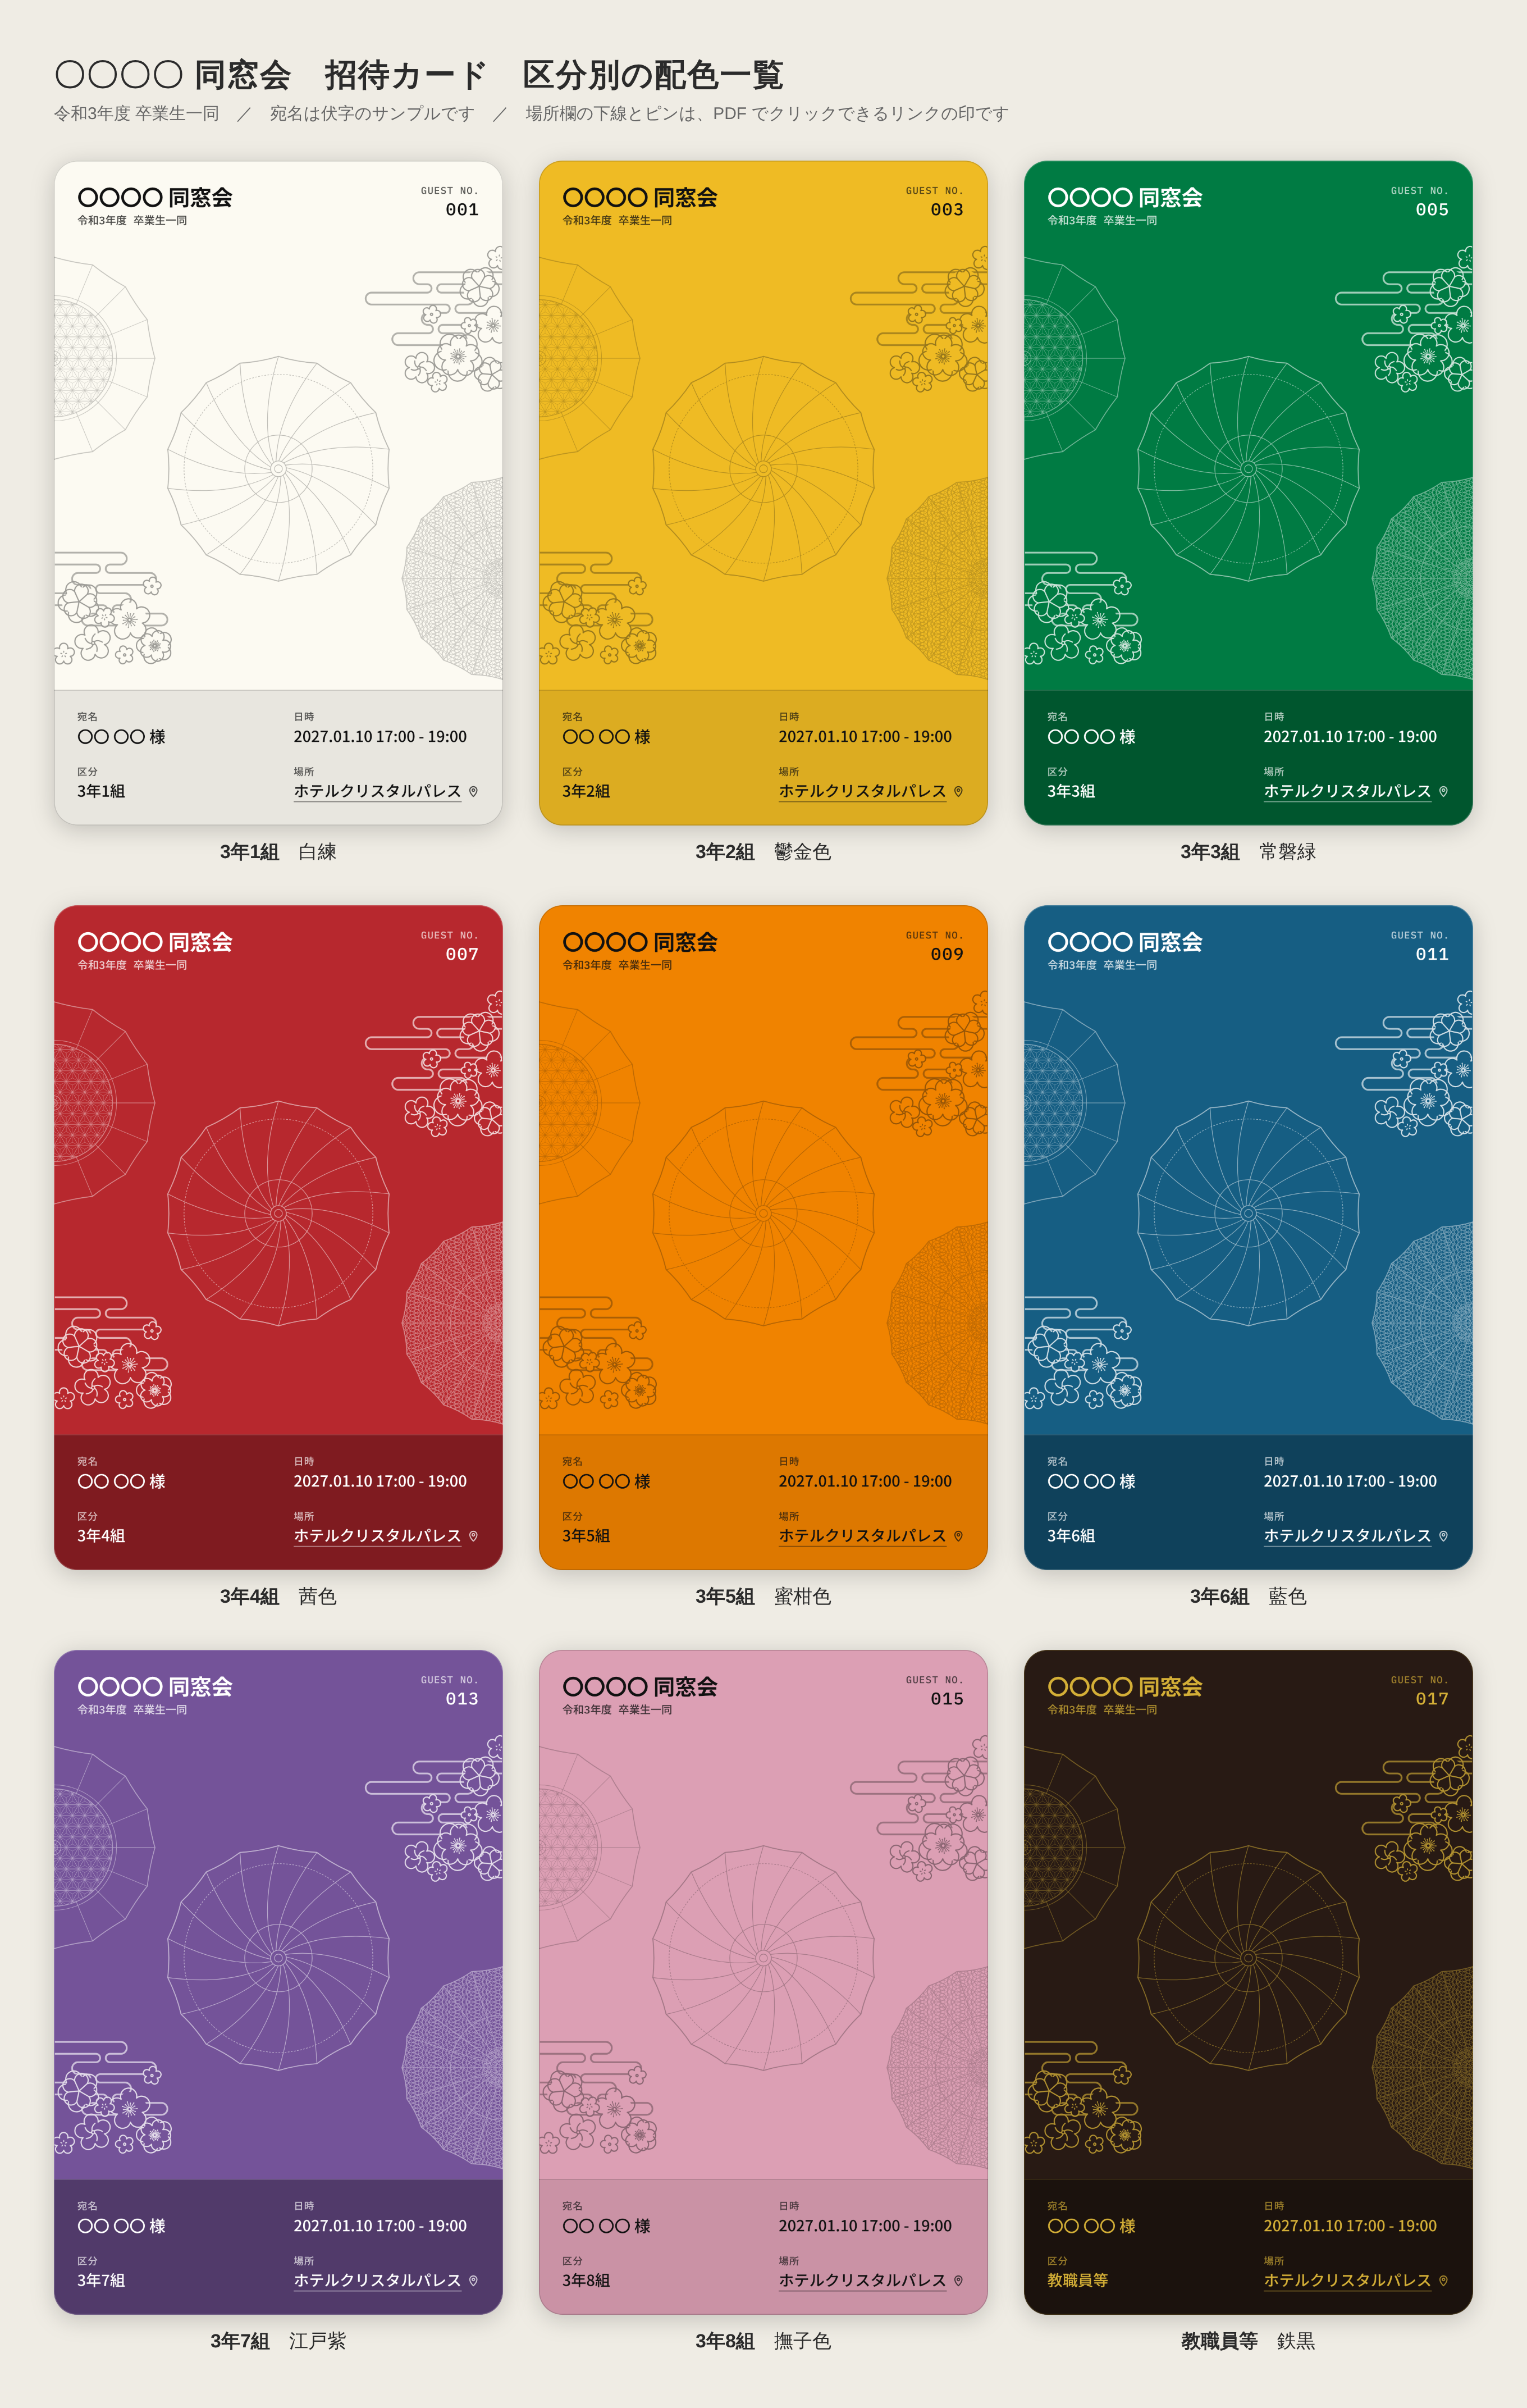 〇〇〇〇 同窓会　招待カード　区分別の配色一覧
令和3年度 卒業生一同　／　宛名は伏字のサンプルです　／　場所欄の下線とピンは、PDF でクリックできるリンクの印です
〇〇〇〇 同窓会
令和3年度 卒業生一同
GUEST NO.
001
宛名
〇〇 〇〇 様
日時
2027.01.10 17:00 - 19:00
区分
3年1組
場所
ホテルクリスタルパレス
3年1組　白練
〇〇〇〇 同窓会
令和3年度 卒業生一同
GUEST NO.
003
宛名
〇〇 〇〇 様
日時
2027.01.10 17:00 - 19:00
区分
3年2組
場所
ホテルクリスタルパレス
3年2組　鬱金色
〇〇〇〇 同窓会
令和3年度 卒業生一同
GUEST NO.
005
宛名
〇〇 〇〇 様
日時
2027.01.10 17:00 - 19:00
区分
3年3組
場所
ホテルクリスタルパレス
3年3組　常磐緑
〇〇〇〇 同窓会
令和3年度 卒業生一同
GUEST NO.
007
宛名
〇〇 〇〇 様
日時
2027.01.10 17:00 - 19:00
区分
3年4組
場所
ホテルクリスタルパレス
3年4組　茜色
〇〇〇〇 同窓会
令和3年度 卒業生一同
GUEST NO.
009
宛名
〇〇 〇〇 様
日時
2027.01.10 17:00 - 19:00
区分
3年5組
場所
ホテルクリスタルパレス
3年5組　蜜柑色
〇〇〇〇 同窓会
令和3年度 卒業生一同
GUEST NO.
011
宛名
〇〇 〇〇 様
日時
2027.01.10 17:00 - 19:00
区分
3年6組
場所
ホテルクリスタルパレス
3年6組　藍色
〇〇〇〇 同窓会
令和3年度 卒業生一同
GUEST NO.
013
宛名
〇〇 〇〇 様
日時
2027.01.10 17:00 - 19:00
区分
3年7組
場所
ホテルクリスタルパレス
3年7組　江戸紫
〇〇〇〇 同窓会
令和3年度 卒業生一同
GUEST NO.
015
宛名
〇〇 〇〇 様
日時
2027.01.10 17:00 - 19:00
区分
3年8組
場所
ホテルクリスタルパレス
3年8組　撫子色
〇〇〇〇 同窓会
令和3年度 卒業生一同
GUEST NO.
017
宛名
〇〇 〇〇 様
日時
2027.01.10 17:00 - 19:00
区分
教職員等
場所
ホテルクリスタルパレス
教職員等　鉄黒